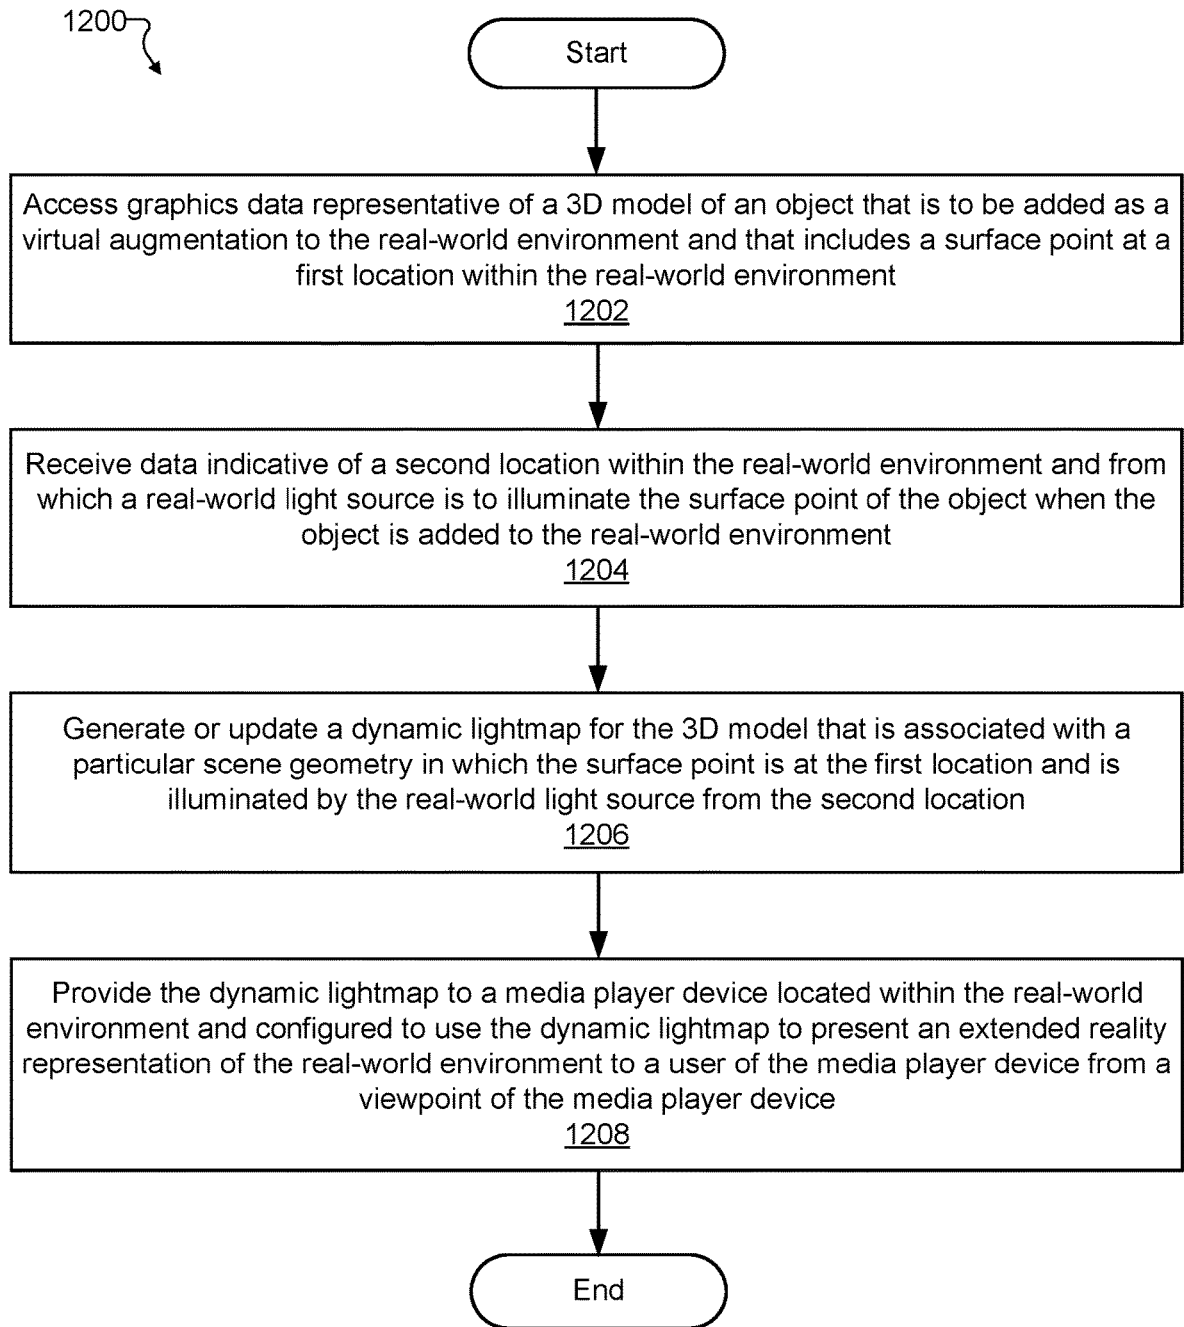 1200
Start
Access graphics data representative of a 3D model of an object that is to be added as a
virtual augmentation to the real-world environment and that includes a surface point at a
first location within the real-world environment
1202
Receive data indicative of a second location within the real-world environment and from
which a real-world light source is to illuminate the surface point of the object when the
object is added to the real-world environment
1204
Generate or update a dynamic lightmap for the 3D model that is associated with a
particular scene geometry in which the surface point is at the first location and is
illuminated by the real-world light source from the second location
1206
Provide the dynamic lightmap to a media player device located within the real-world
environment and configured to use the dynamic lightmap to present an extended reality
representation of the real-world environment to a user of the media player device from a
viewpoint of the media player device
1208
End